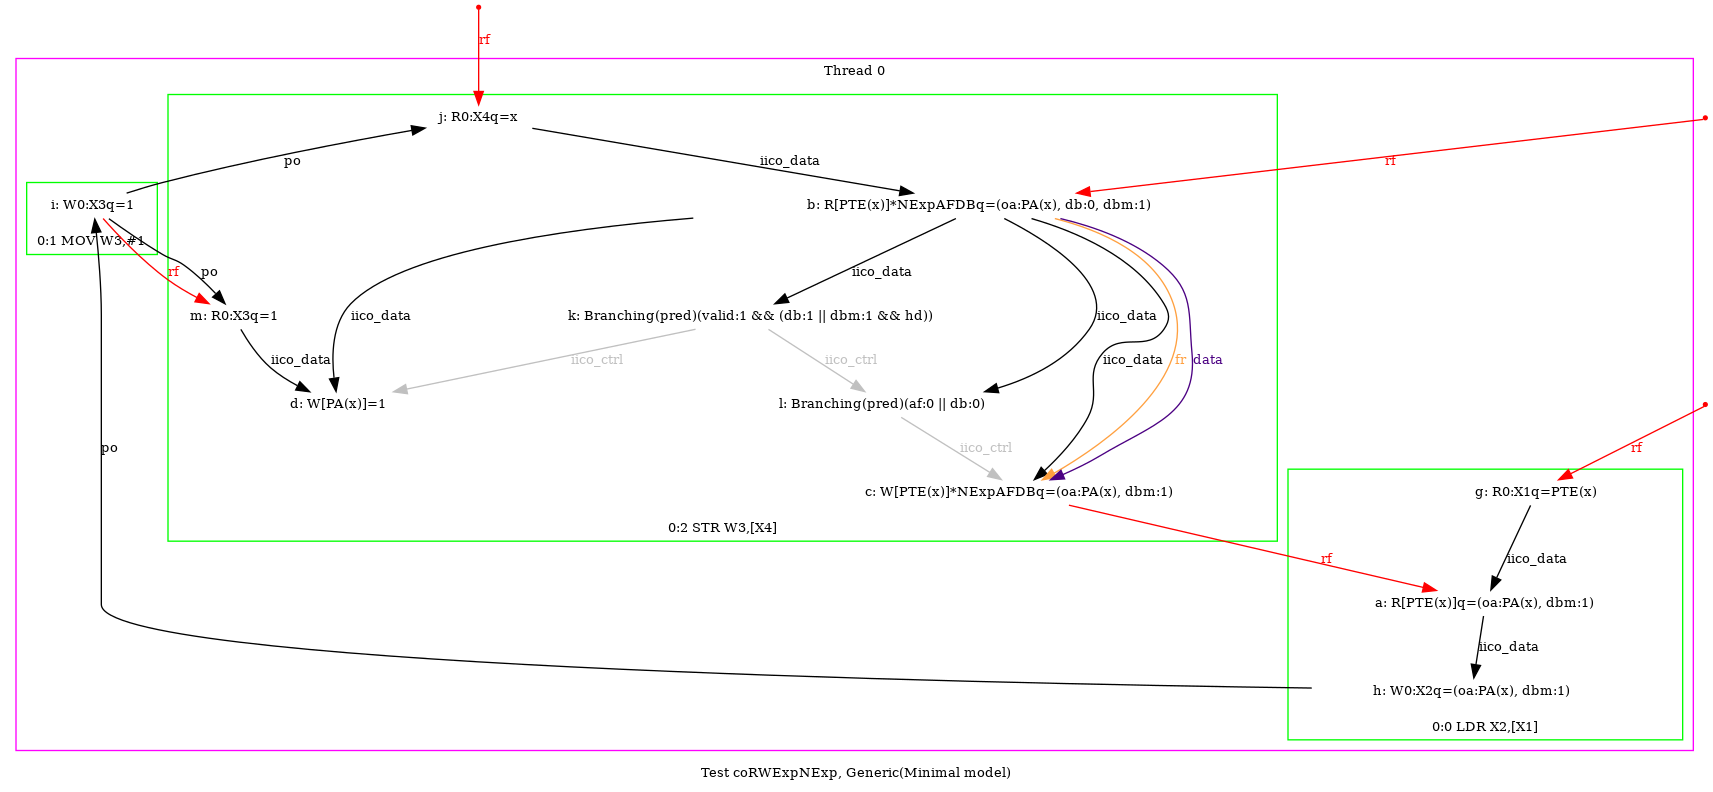 rf
Thread 0
j: R0:X4q=x
po
iico_data
rf
i: W0:X3q=1
b: R[PTE(x)]*NExpAFDBq=(oa:PA(x), db:0, dbm:1)
0:1 MOV W3,#1
rf
po
iico_data
m: R0:X3q=1
iico_data
k: Branching(pred)(valid:1 && (db:1 || dbm:1 && hd))
iico_data
iico_data
iico_ctrl
iico_ctrl
iico_data
fr
data
d: W[PA(x)]=1
l: Branching(pred)(af:0 || db:0)
po
iico_ctrl
rf
c: W[PTE(x)]*NExpAFDBq=(oa:PA(x), dbm:1)
g: R0:X1q=PTE(x)
0:2 STR W3,[X4]
rf
iico_data
a: R[PTE(x)]q=(oa:PA(x), dbm:1)
iico_data
h: W0:X2q=(oa:PA(x), dbm:1)
0:0 LDR X2,[X1]
Test coRWExpNExp, Generic(Minimal model)